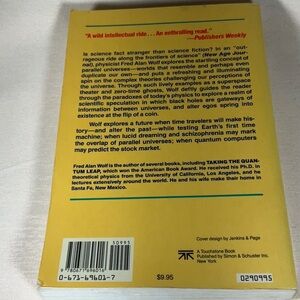 "A wild intellectual ride . . . An enthralling read."
—Publishers Weekly
Is science fact stranger than science fiction? In an "out-
rageous ride along the frontiers of science" (New Age Jour-
nal), physicist Fred Alan Wolf explores the startling concept of
parallel universes—worlds that resemble and perhaps even
duplicate our own—and puts a refreshing and illuminating
spin on the complex theories challenging our perceptions of
the universe. Through such lively examples as a superspace
theater and zero-time ghosts, Wolf deftly guides the reader
through the paradoxes of today's physics to explore a realm of
scientific speculation in which black holes are gateways of
information between universes, and alter egos spring into
existence at the flip of a coin.
Wolf explores a future when time travelers will make his-
tory—and alter the past—while testing Earth's first time
machine; when lucid dreaming and schizophrenia may mark
the overlap of parallel universes; when quantum computers
may predict the stock market.
Fred Alan Wolf is the author of several books, including TAKING THE QUAN-
TUM LEAP, which won the American Book Award. He received his Ph.D. in
theoretical physics from the University of California, Los Angeles, and he
lectures extensively around the world. He and his wife make their home in
Santa Fe, New Mexico.
50995
9 780671 696016
0-671-69601-7
$9.95
Cover design by Jenkins & Page
A Touchstone Book
Published by Simon & Schuster Inc.
New York
0290995